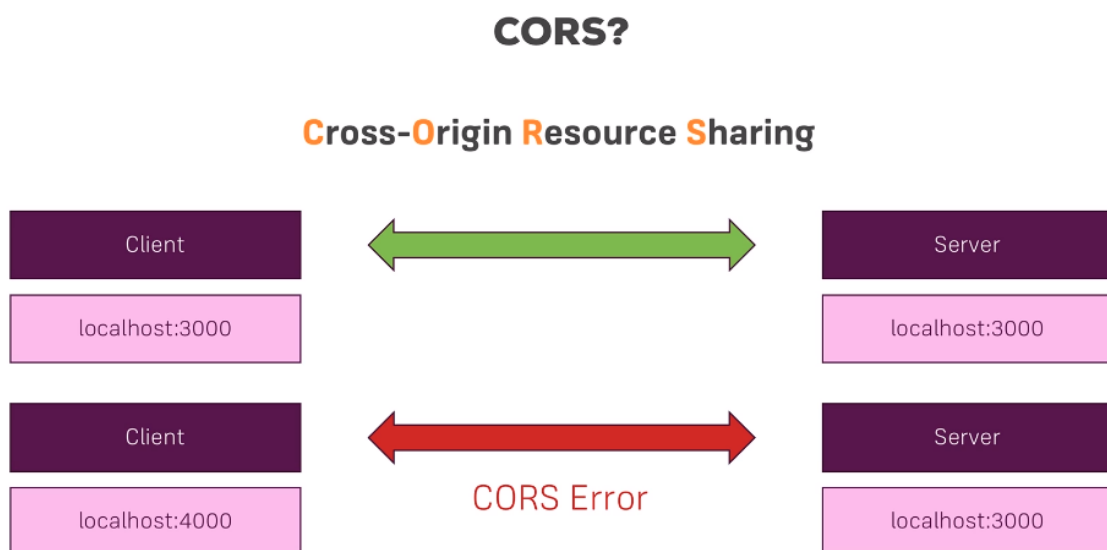 CORS?
Cross-Origin Resource Sharing
Client
Server
localhost:3000
localhost:3000
Client
Server
CORS Error
localhost:4000
localhost:3000